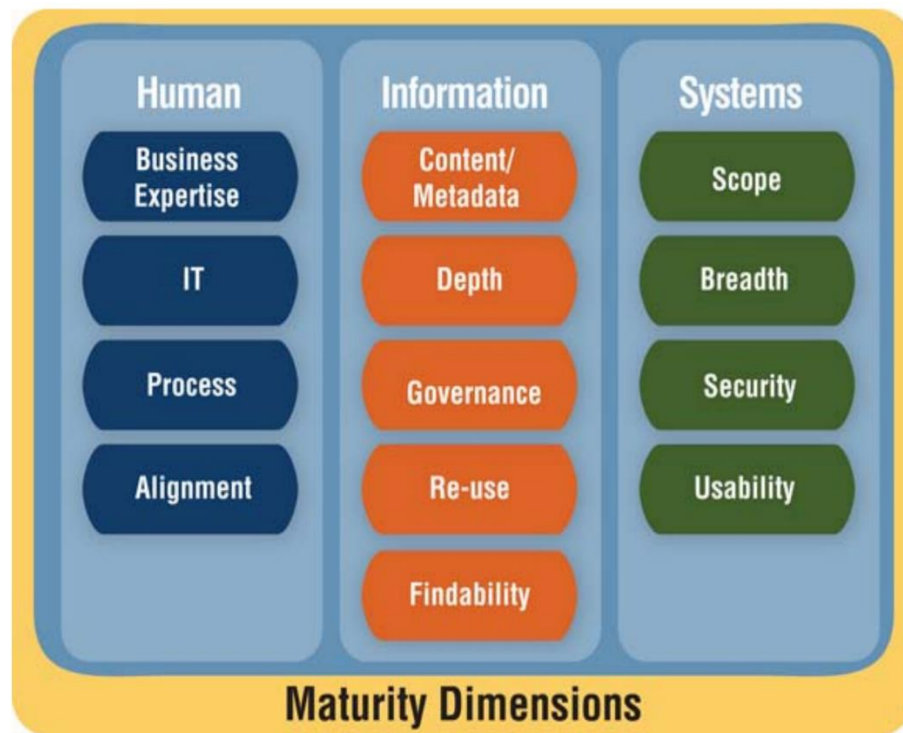 Human
Business
Expertise
IT
Process
Alignment
Information
Content/
Metadata
Depth
Governance
Re-use
Findability
Systems
Scope
Breadth
Security
Usability
Maturity Dimensions